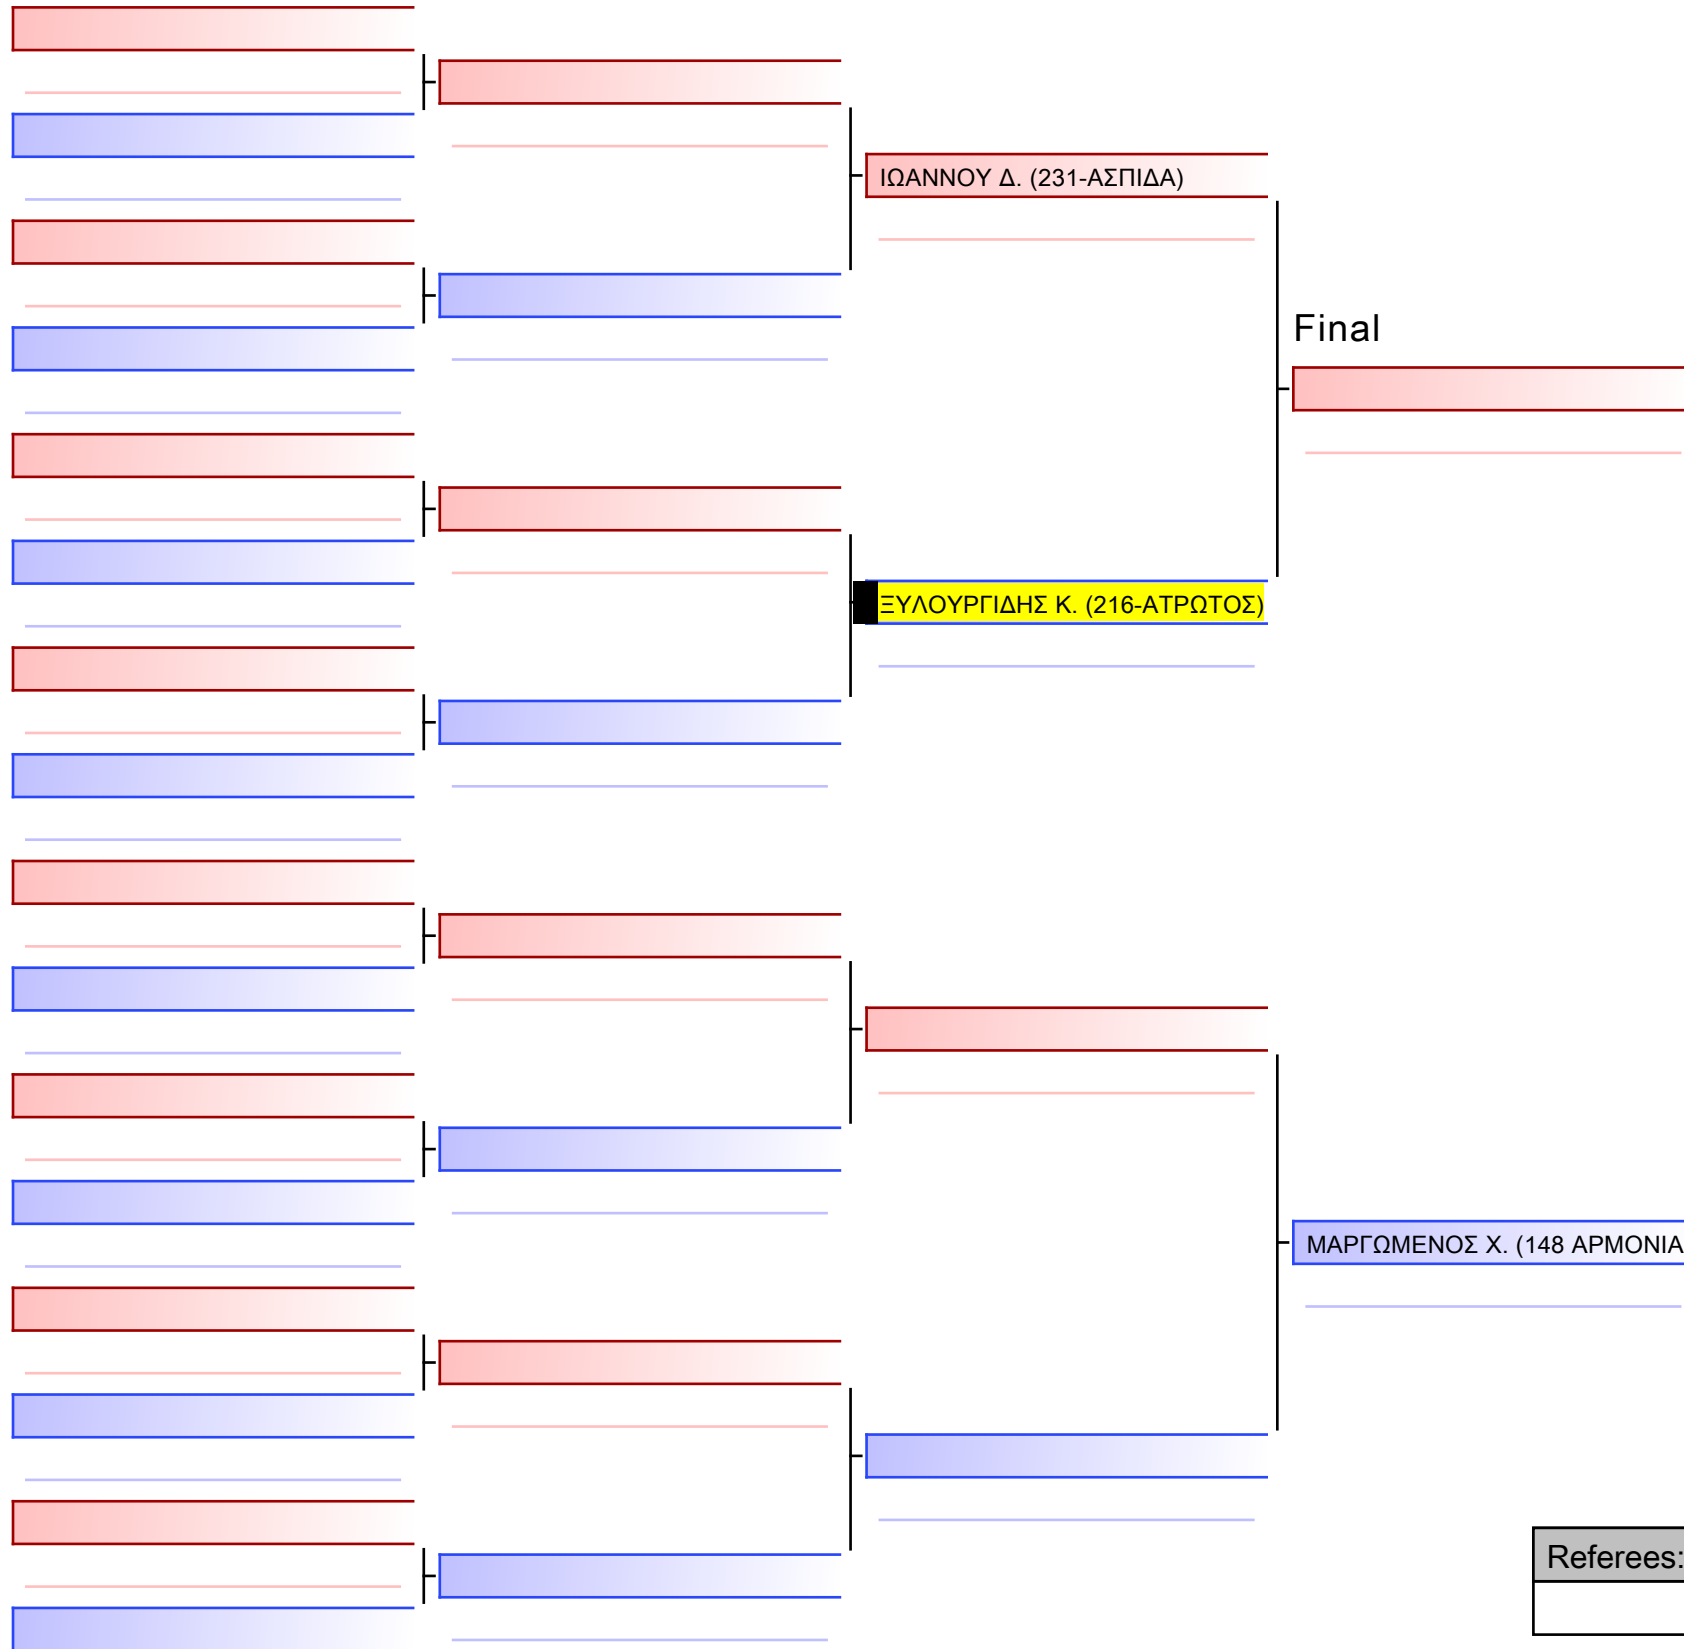 ΙΩΑΝΝΟΥ Δ. (231-ΑΣΠΙΔΑ)
Final
ΞΥΛΟΥΡΓΙΔΗΣ Κ. (216-ΑΤΡΩΤΟΣ)
ΜΑΡΓΩΜΕΝΟΣ Χ. (148 ΑΡΜΟΝΙΑ
Referees: